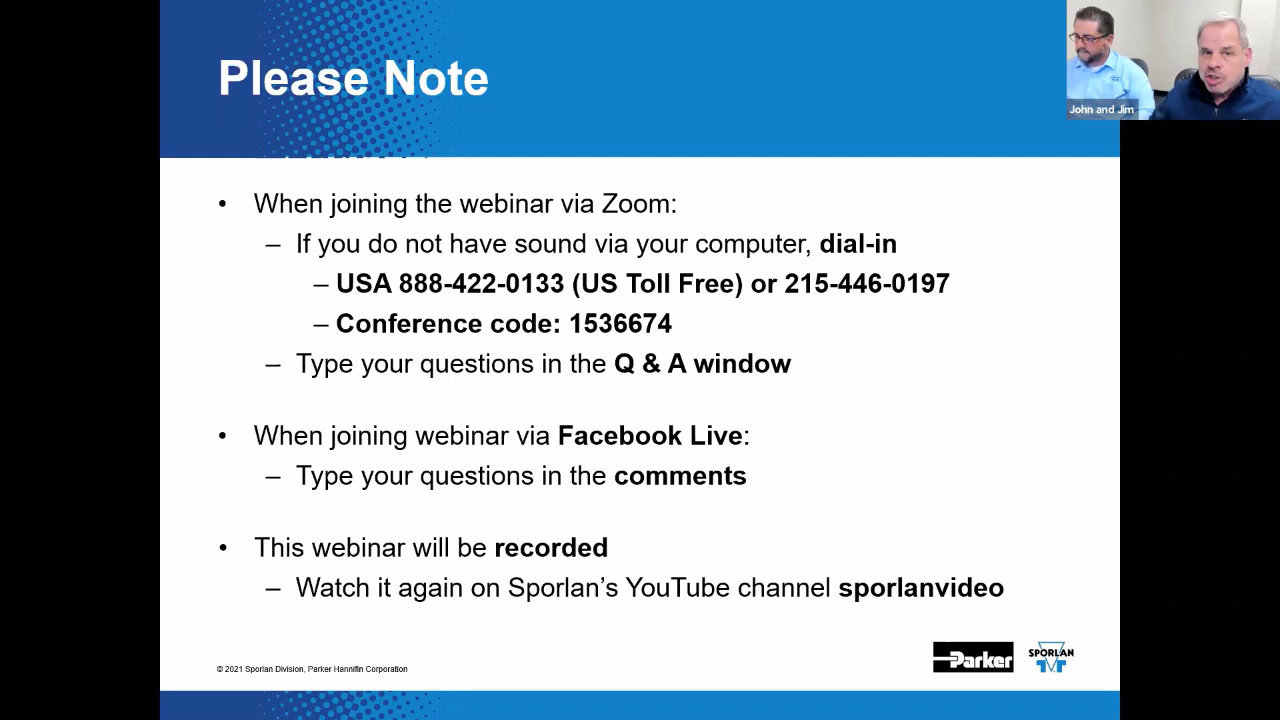 Please Note
John and Jim
• When joining the webinar via Zoom:
– If you do not have sound via your computer, dial-in
– USA 888-422-0133 (US Toll Free) or 215-446-0197
– Conference code: 1536674
– Type your questions in the Q & A window
• When joining webinar via Facebook Live:
– Type your questions in the comments
• This webinar will be recorded
– Watch it again on Sporlan’s YouTube channel sporlanvideo
© 2021 Sporlan Division, Parker Hannifin Corporation
Parker
SPORLAN